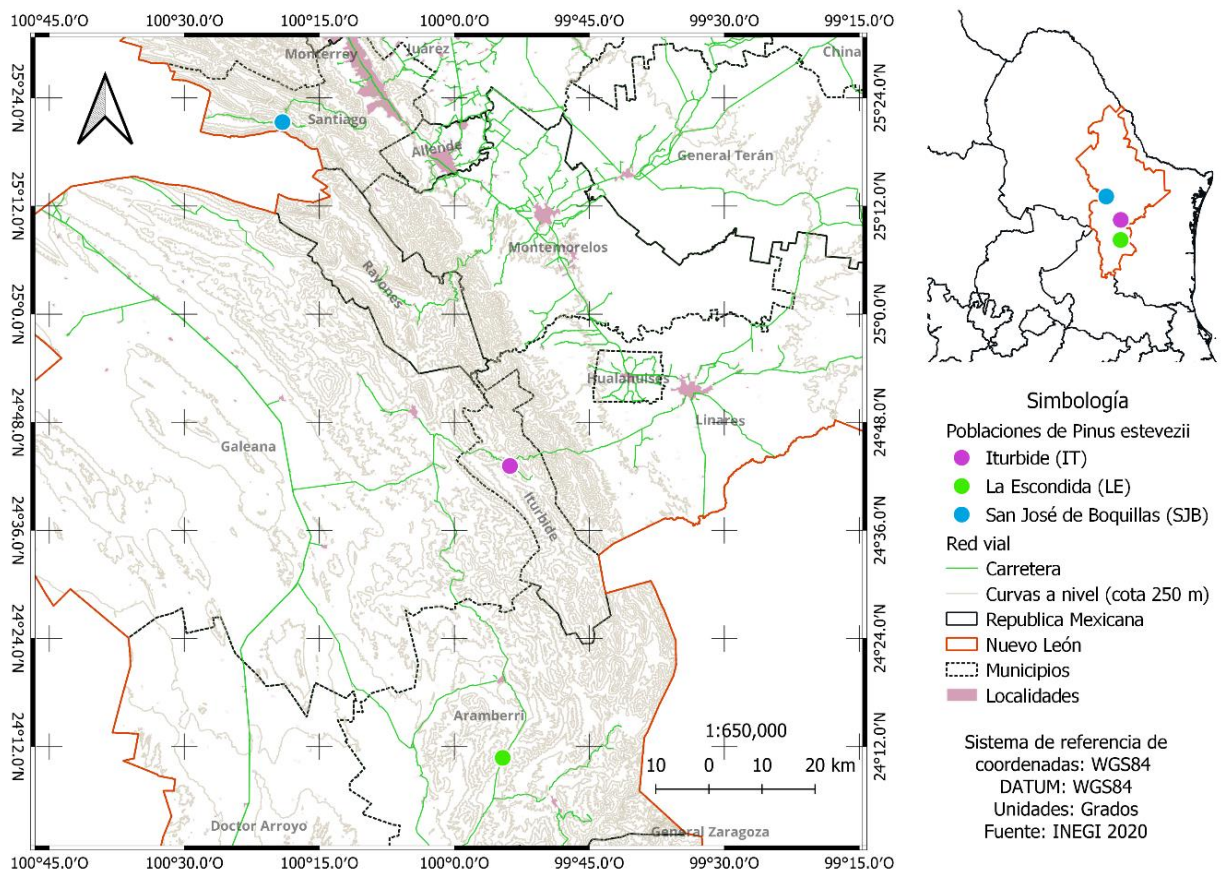 100°45.0'O 100°30.0'O 100°15.0'O 100°0.0'O 99°45.0'O 99°30.0'O 99°15.0'O
25°24.0'N
25°12.0'N
25°0.0'N
24°48.0'N
24°36.0'N
24°24.0'N
24°12.0'N
Monterrey
Juárez
China
Santiago
Allende
General Terán
Montemorelos
Rayones
Hualahuises
Linares
Galeana
Iturbide
Aramberri
Doctor Arroyo
General Zaragoza
1:650,000
10 0 10 20 km
25°24.0'N
25°12.0'N
25°0.0'N
24°48.0'N
24°36.0'N
24°24.0'N
24°12.0'N
100°45.0'O 100°30.0'O 100°15.0'O 100°0.0'O 99°45.0'O 99°30.0'O 99°15.0'O
Simbología
Poblaciones de Pinus estevezii
Iturbide (IT)
La Escondida (LE)
San José de Boquillas (SJB)
Red vial
Carretera
Curvas a nivel (cota 250 m)
Republica Mexicana
Nuevo León
Municipios
Localidades
Sistema de referencia de
coordenadas: WGS84
DATUM: WGS84
Unidades: Grados
Fuente: INEGI 2020